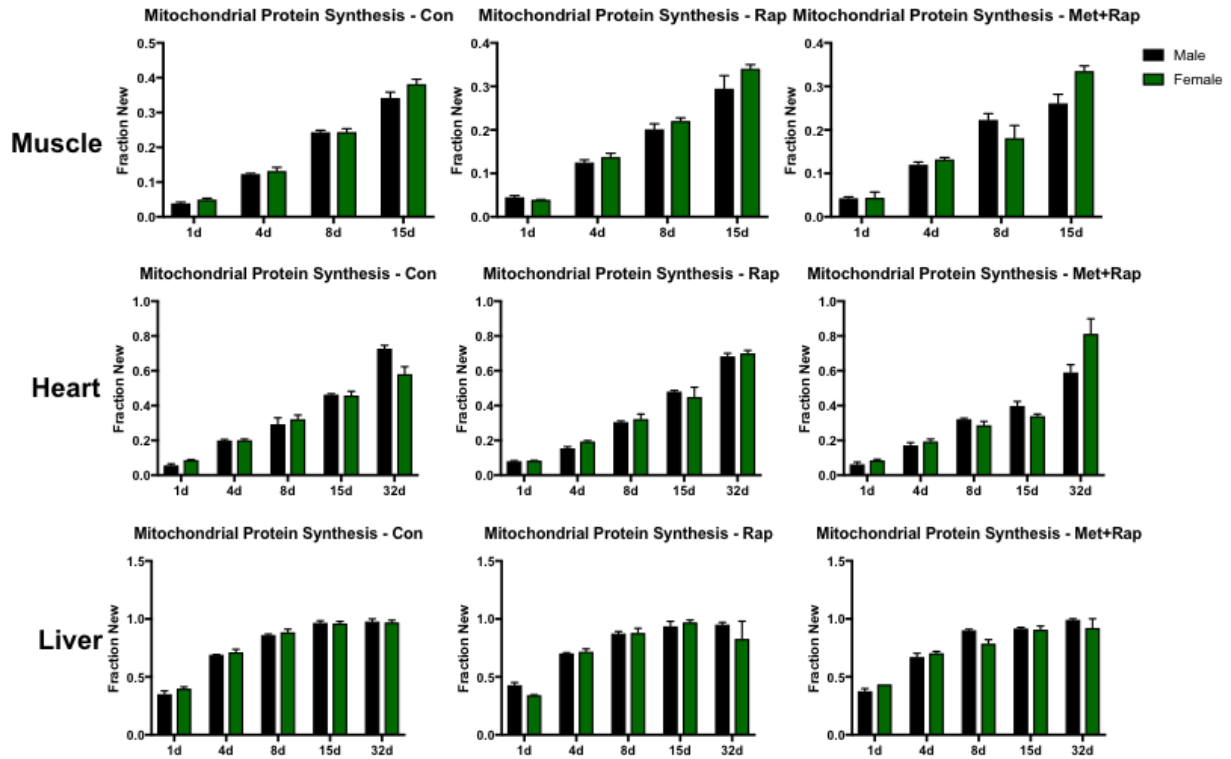 Mitochondrial Protein Synthesis - Con
Mitochondrial Protein Synthesis - Rap
Mitochondrial Protein Synthesis - Met+Rap
Male
Female
Muscle
Fraction New
0.5
0.4
0.3
0.2
0.1
0.0
1d 4d 8d 15d
Fraction New
0.4
0.3
0.2
0.1
0.0
1d 4d 8d 15d
Fraction New
0.4
0.3
0.2
0.1
0.0
1d 4d 8d 15d
Mitochondrial Protein Synthesis - Con
Mitochondrial Protein Synthesis - Rap
Mitochondrial Protein Synthesis - Met+Rap
Heart
Fraction New
1.0
0.8
0.6
0.4
0.2
0.0
1d 4d 8d 15d 32d
Fraction New
1.0
0.8
0.6
0.4
0.2
0.0
1d 4d 8d 15d 32d
Fraction New
1.0
0.8
0.6
0.4
0.2
0.0
1d 4d 8d 15d 32d
Mitochondrial Protein Synthesis - Con
Mitochondrial Protein Synthesis - Rap
Mitochondrial Protein Synthesis - Met+Rap
Liver
Fraction New
1.5
1.0
0.5
0.0
1d 4d 8d 15d 32d
Fraction New
1.5
1.0
0.5
0.0
1d 4d 8d 15d 32d
Fraction New
1.5
1.0
0.5
0.0
1d 4d 8d 15d 32d